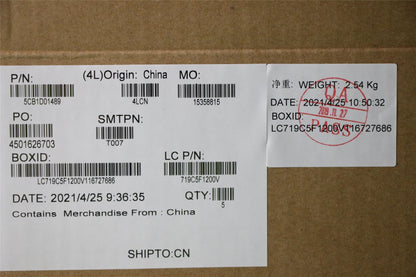 P/N:
(4L)Origin: China
MO:
5CB1D01489
4LCN
15358815
PO:
SMTPN:
4501626703
T007
BOXID:
LC P/N:
LC719C5F1200V116727686
719C5F1200V
DATE: 2021/4/25 9:36:35
QTY:
5
Contains Merchandise From : China
SHIPTO:CN
净重: WEIGHT: 2.54 Kg
DATE: 2021/4/25 10:50:32
BOXID:
LC719C5F1200V116727686
QA
PASS